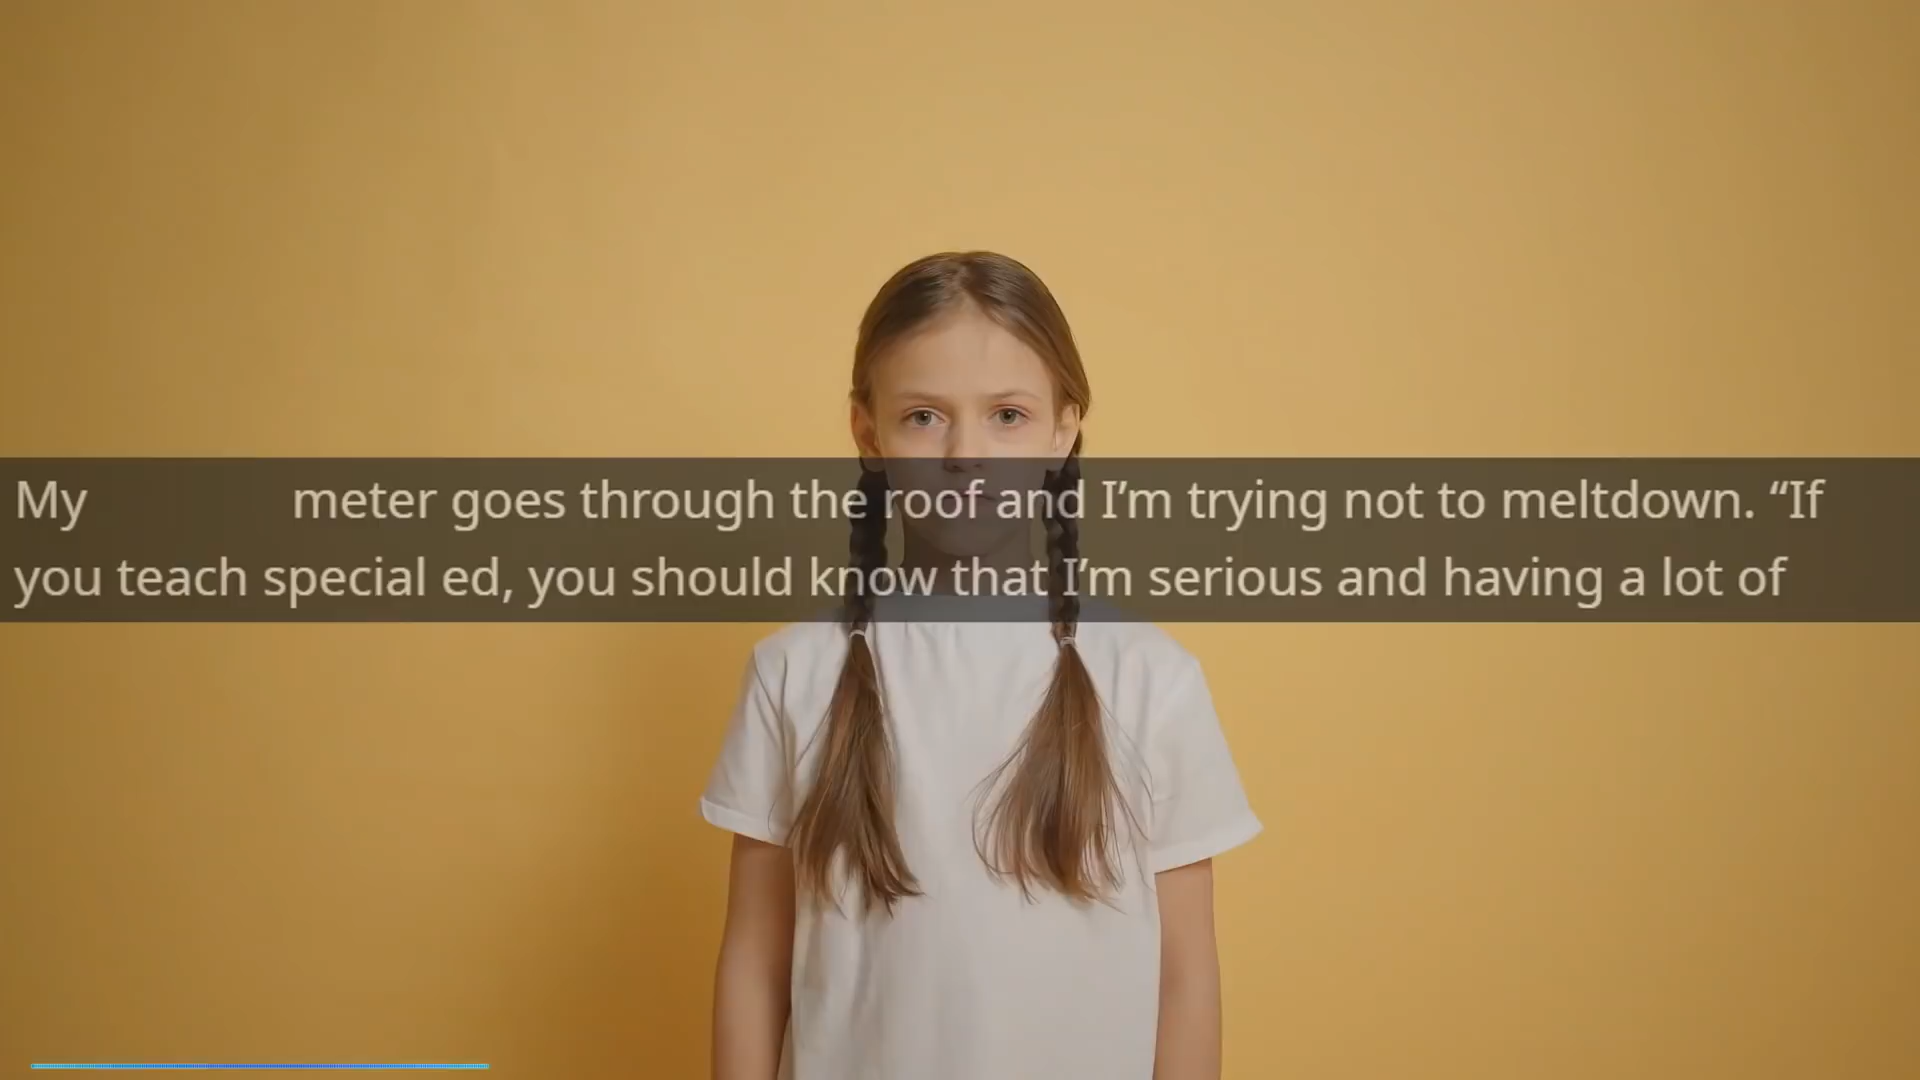 My meter goes through the roof and I’m trying not to meltdown. “If
you teach special ed, you should know that I’m serious and having a lot of